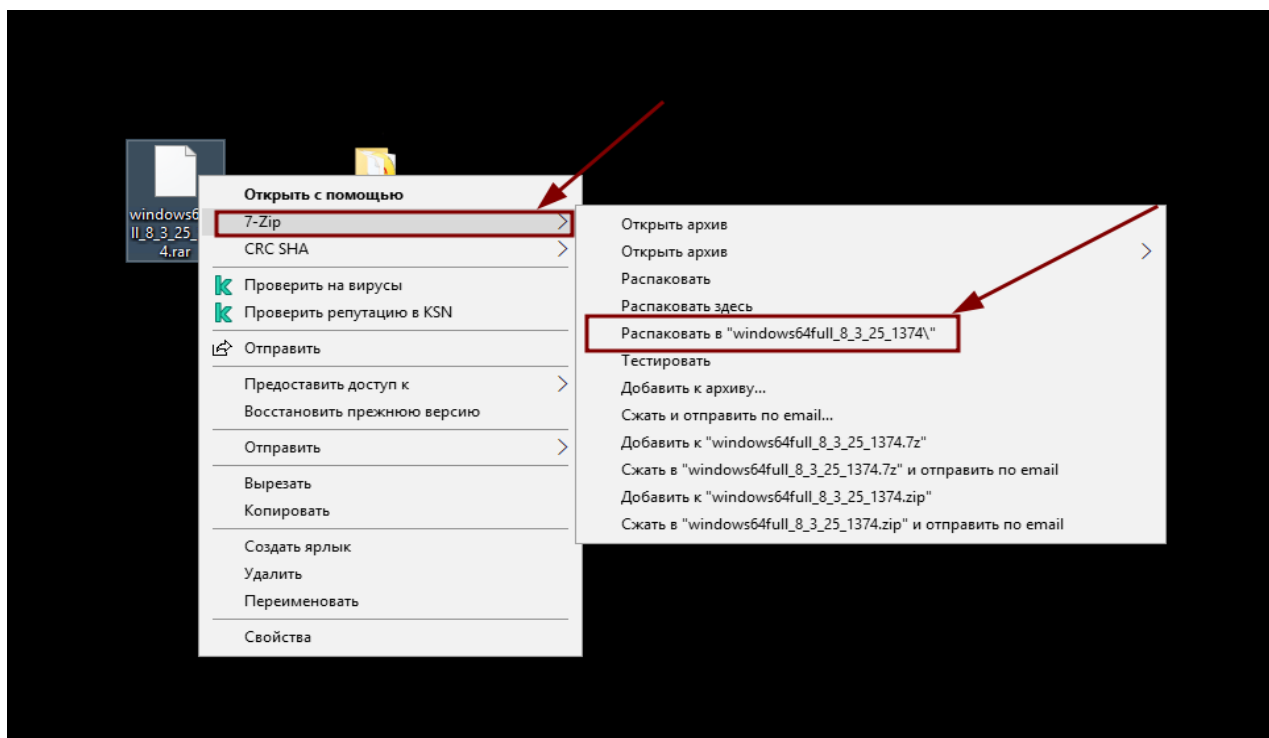 windows6
ll_8_3_25_
4.rar
Открыть с помощью
7-Zip
CRC SHA
Проверить на вирусы
Проверить репутацию в KSN
Отправить
Предоставить доступ к
Восстановить прежнюю версию
Отправить
Вырезать
Копировать
Создать ярлык
Удалить
Переименовать
Свойства
Открыть архив
Открыть архив
Распаковать
Распаковать здесь
Распаковать в "windows64full_8_3_25_1374\"
Тестировать
Добавить к архиву...
Сжать и отправить по email...
Добавить к "windows64full_8_3_25_1374.7z"
Сжать в "windows64full_8_3_25_1374.7z" и отправить по email
Добавить к "windows64full_8_3_25_1374.zip"
Сжать в "windows64full_8_3_25_1374.zip" и отправить по email